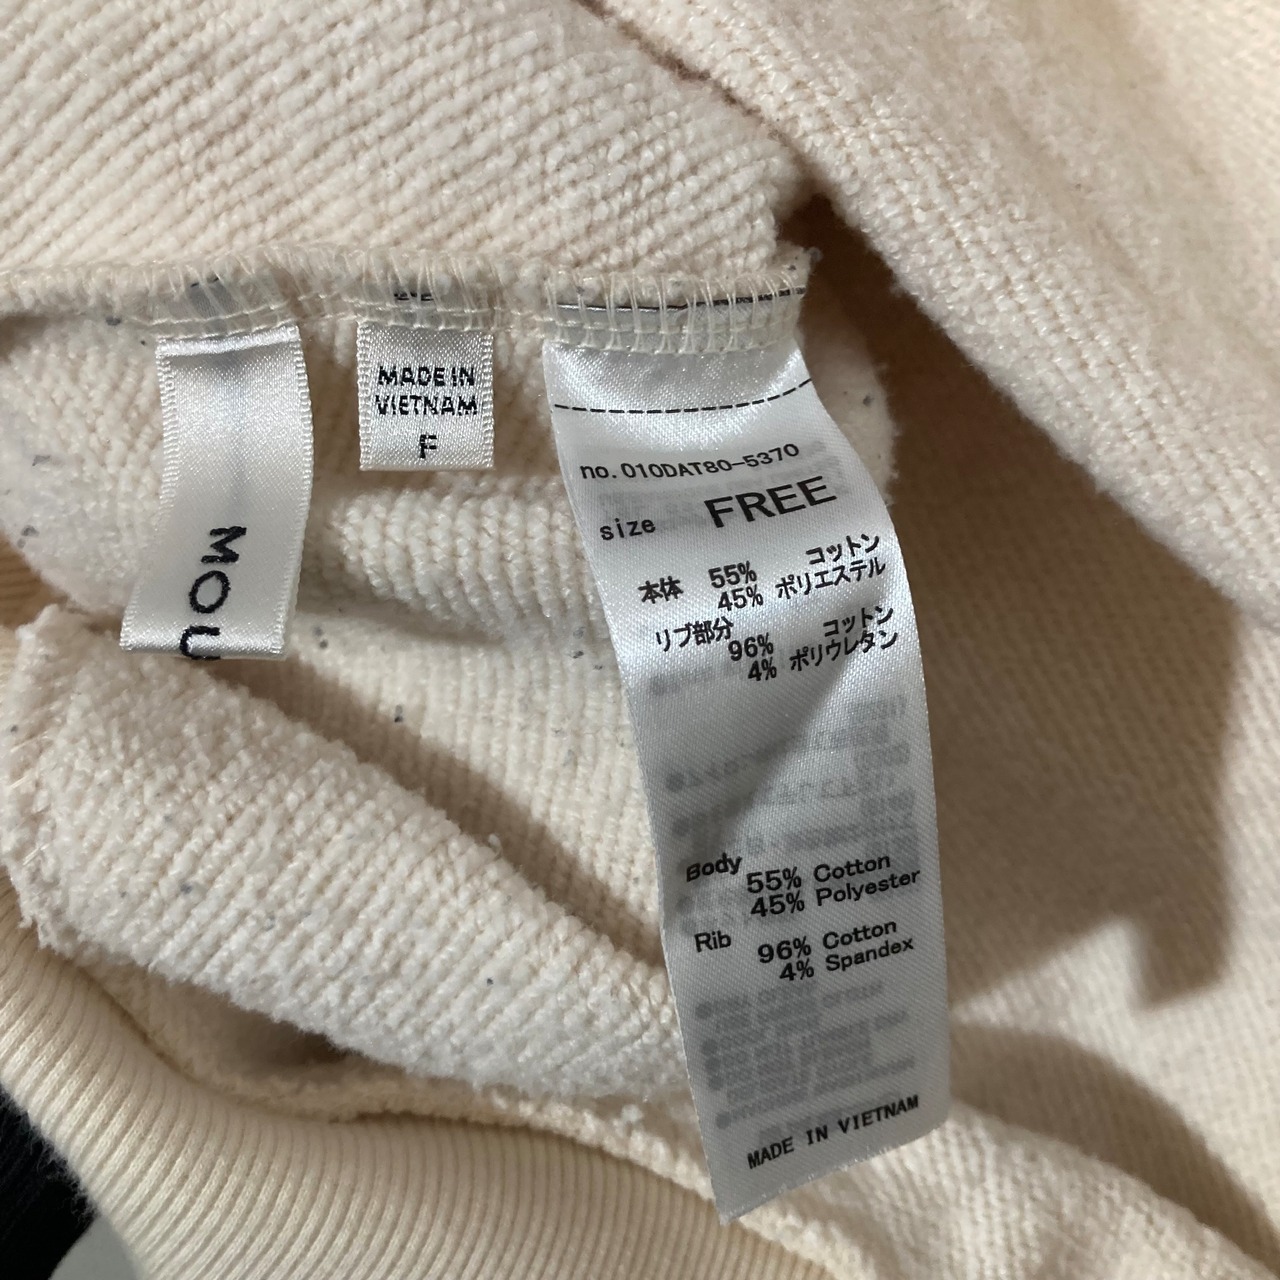 MOU
MADE IN
VIETNAM
F
no. 010DAT80-5370
size FREE
本体 55% コットン
45% ポリエステル
リブ部分 96% コットン
4% ポリウレタン
Body 55% Cotton
45% Polyester
Rib 96% Cotton
4% Spandex
MADE IN VIETNAM